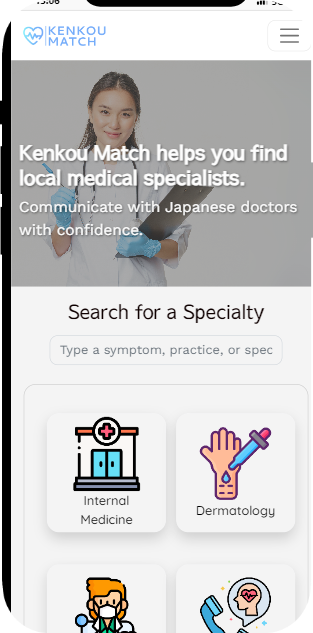 KENKOU
MATCH
Kenkou Match helps you find
local medical specialists.
Communicate with Japanese doctors
with confidence.
Search for a Specialty
Type a symptom, practice, or spec
Internal
Medicine
Dermatology